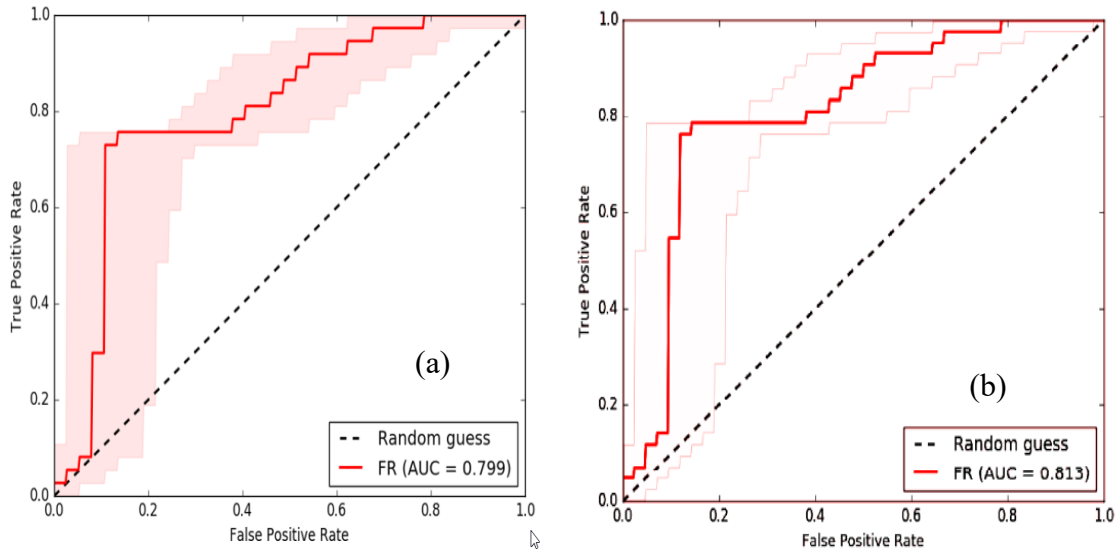 1.0
0.8
0.6
0.4
0.2
0.0
True Positive Rate
0.0 0.2 0.4 0.6 0.8 1.0
False Positive Rate
(a)
Random guess
FR (AUC = 0.799)
1.0
0.8
0.6
0.4
0.2
0.0
True Positive Rate
0.0 0.2 0.4 0.6 0.8 1.0
False Positive Rate
(b)
Random guess
FR (AUC = 0.813)